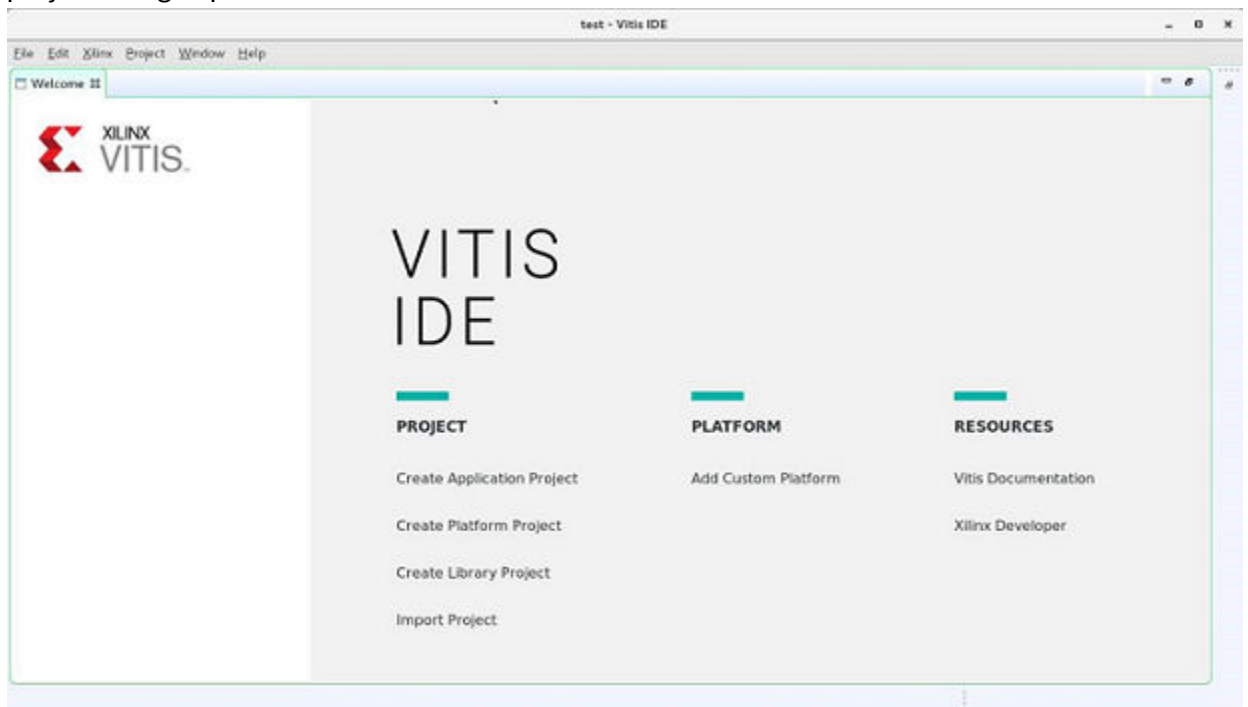 test - Vitis IDE
File Edit Xilinx Project Window Help
Welcome
XILINX
VITIS™
VITIS
IDE
PROJECT PLATFORM RESOURCES
Create Application Project Add Custom Platform Vitis Documentation
Create Platform Project Xilinx Developer
Create Library Project
Import Project